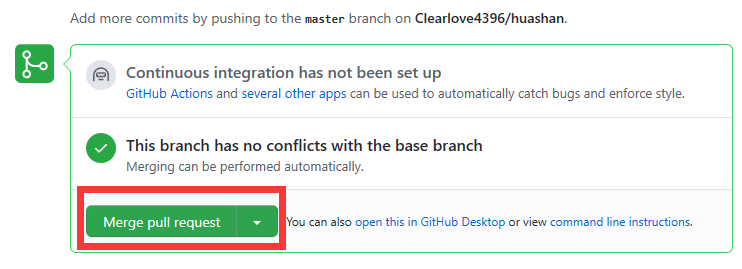 Add more commits by pushing to the master branch on Clearlove4396/huashan.
Continuous integration has not been set up
GitHub Actions and several other apps can be used to automatically catch bugs and enforce style.
This branch has no conflicts with the base branch
Merging can be performed automatically.
Merge pull request You can also open this in GitHub Desktop or view command line instructions.